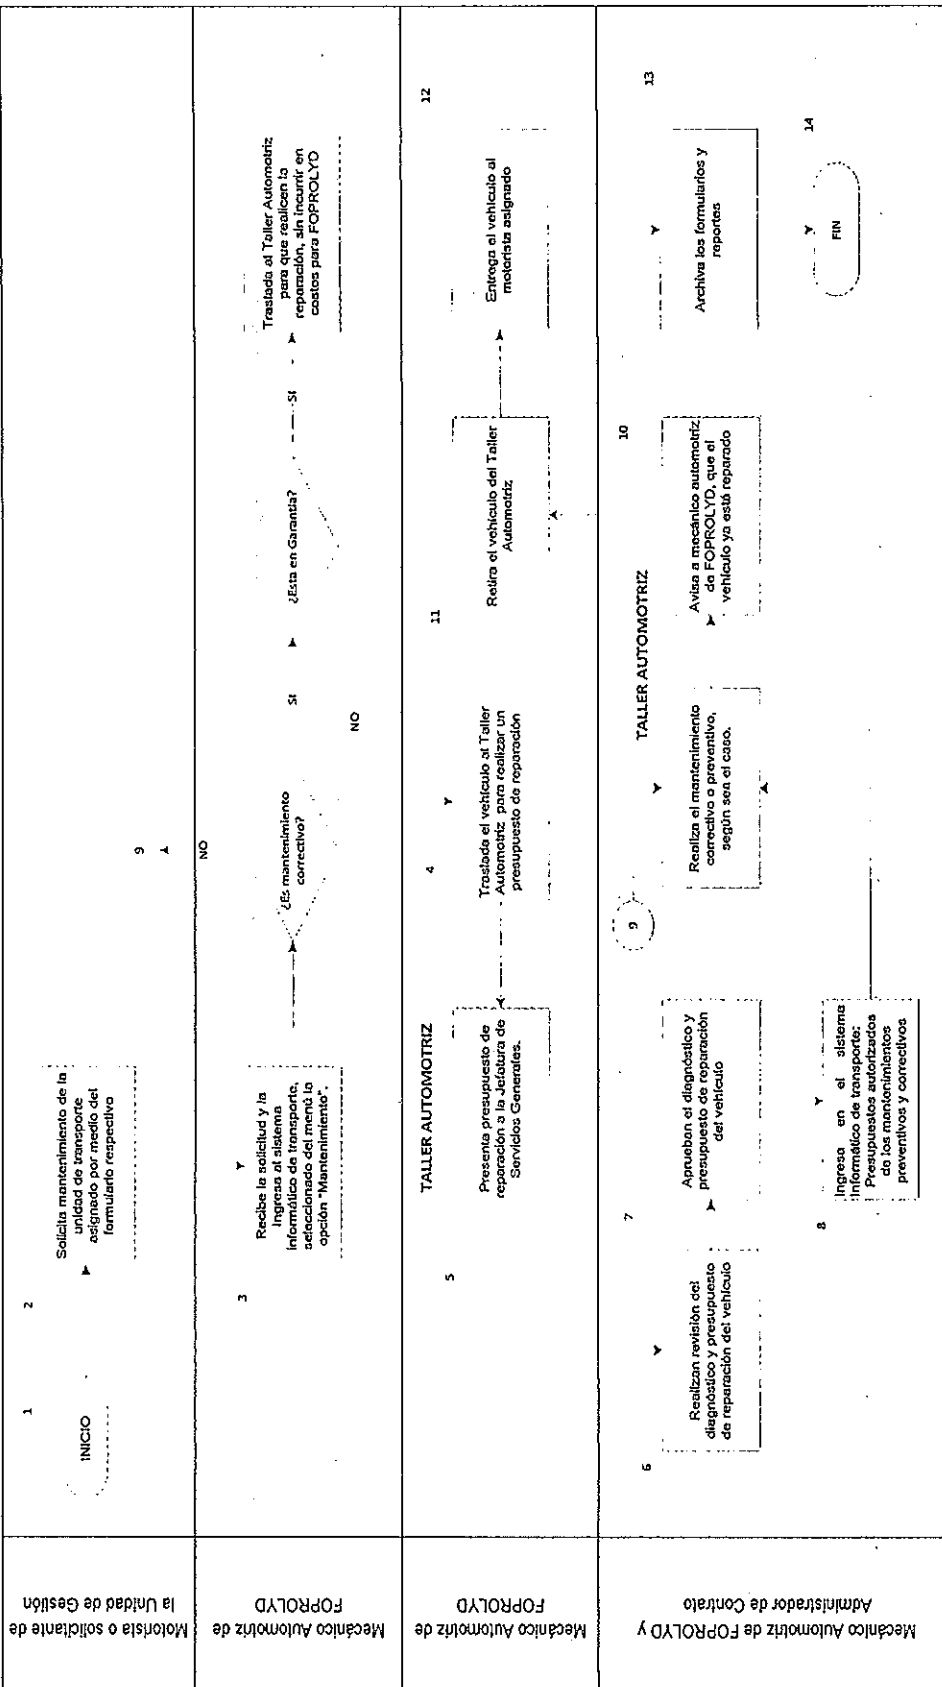 Motorista o solicitante de
la Unidad de Gestión
1
INICIO
2
Solicita mantenimiento de la
unidad de transporte
asignado por medio del
formulario respectivo
9
NO
Mecánico Automotriz de
FOPROLYD
3
Recibe la solicitud y la
Ingresa al sistema
informático de transporte,
seleccionado del menú la
opción "Mantenimiento".
¿Es mantenimiento
correctivo?
SI
NO
¿Esta en Garantía?
SI
Traslada al Taller Automotriz
para que realicen la
reparación, sin incurrir en
costos para FOPROLYD
Mecánico Automotriz de
FOPROLYD
TALLER AUTOMOTRIZ
5
Presenta presupuesto de
reparación a la Jefatura de
Servicios Generales.
4
Traslada el vehículo al Taller
Automotriz para realizar un
presupuesto de reparación
11
Retira el vehículo del Taller
Automotriz
12
Entrega el vehículo al
motorista asignado
Mecánico Automotriz de FOPROLYD y
Administrador de Contrato
6
Realizan revisión del
diagnóstico y presupuesto
de reparación del vehículo
7
Aprueban el diagnóstico y
presupuesto de reparación
del vehículo
8
Ingresa en el sistema
Informático de transporte:
Presupuestos autorizados
de los mantenimientos
preventivos y correctivos
9
TALLER AUTOMOTRIZ
Realiza el mantenimiento
correctivo o preventivo,
según sea el caso.
10
Avisa a mecánico automotriz
de FOPROLYD, que el
vehículo ya está reparado
13
Archiva los formularios y
reportes
14
FIN